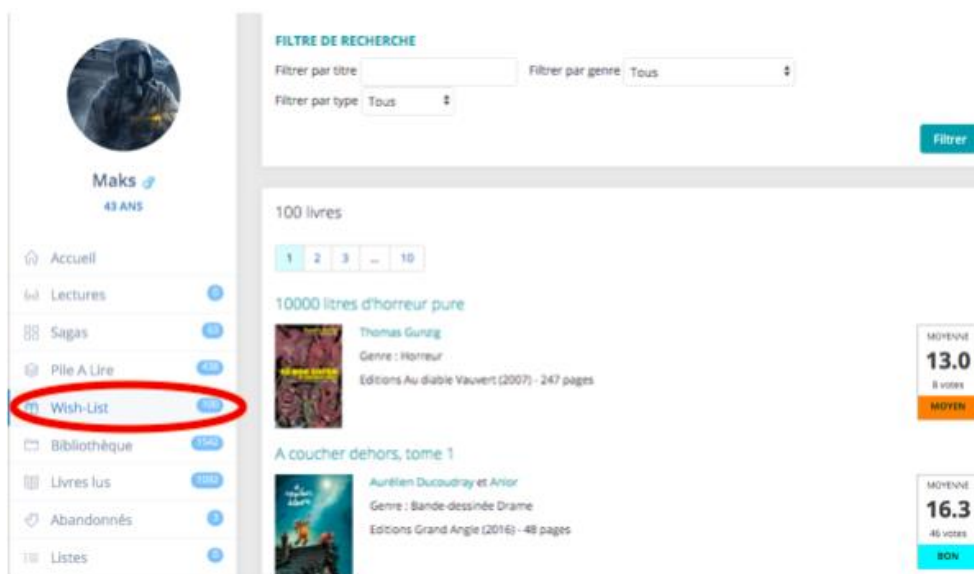 Maks
43 ANS
Accueil
Lectures 0
Sagas
Pile A Lire
Wish-List 100
Bibliothèque 1542
Livres lus
Abandonnés
Listes 0
FILTRE DE RECHERCHE
Filtrer par titre
Filtrer par genre Tous
Filtrer par type Tous
Filtrer
100 livres
1 2 3 ... 10
10000 litres d'horreur pure
Thomas Gunzig
Genre : Horreur
Editions Au diable Vauvert (2007) - 247 pages
MOYENNE
13.0
8 votes
MOYEN
A coucher dehors, tome 1
Aurélien Ducoudray et Anlor
Genre : Bande-dessinée Drame
Editions Grand Angle (2016) - 48 pages
MOYENNE
16.3
46 votes
BON